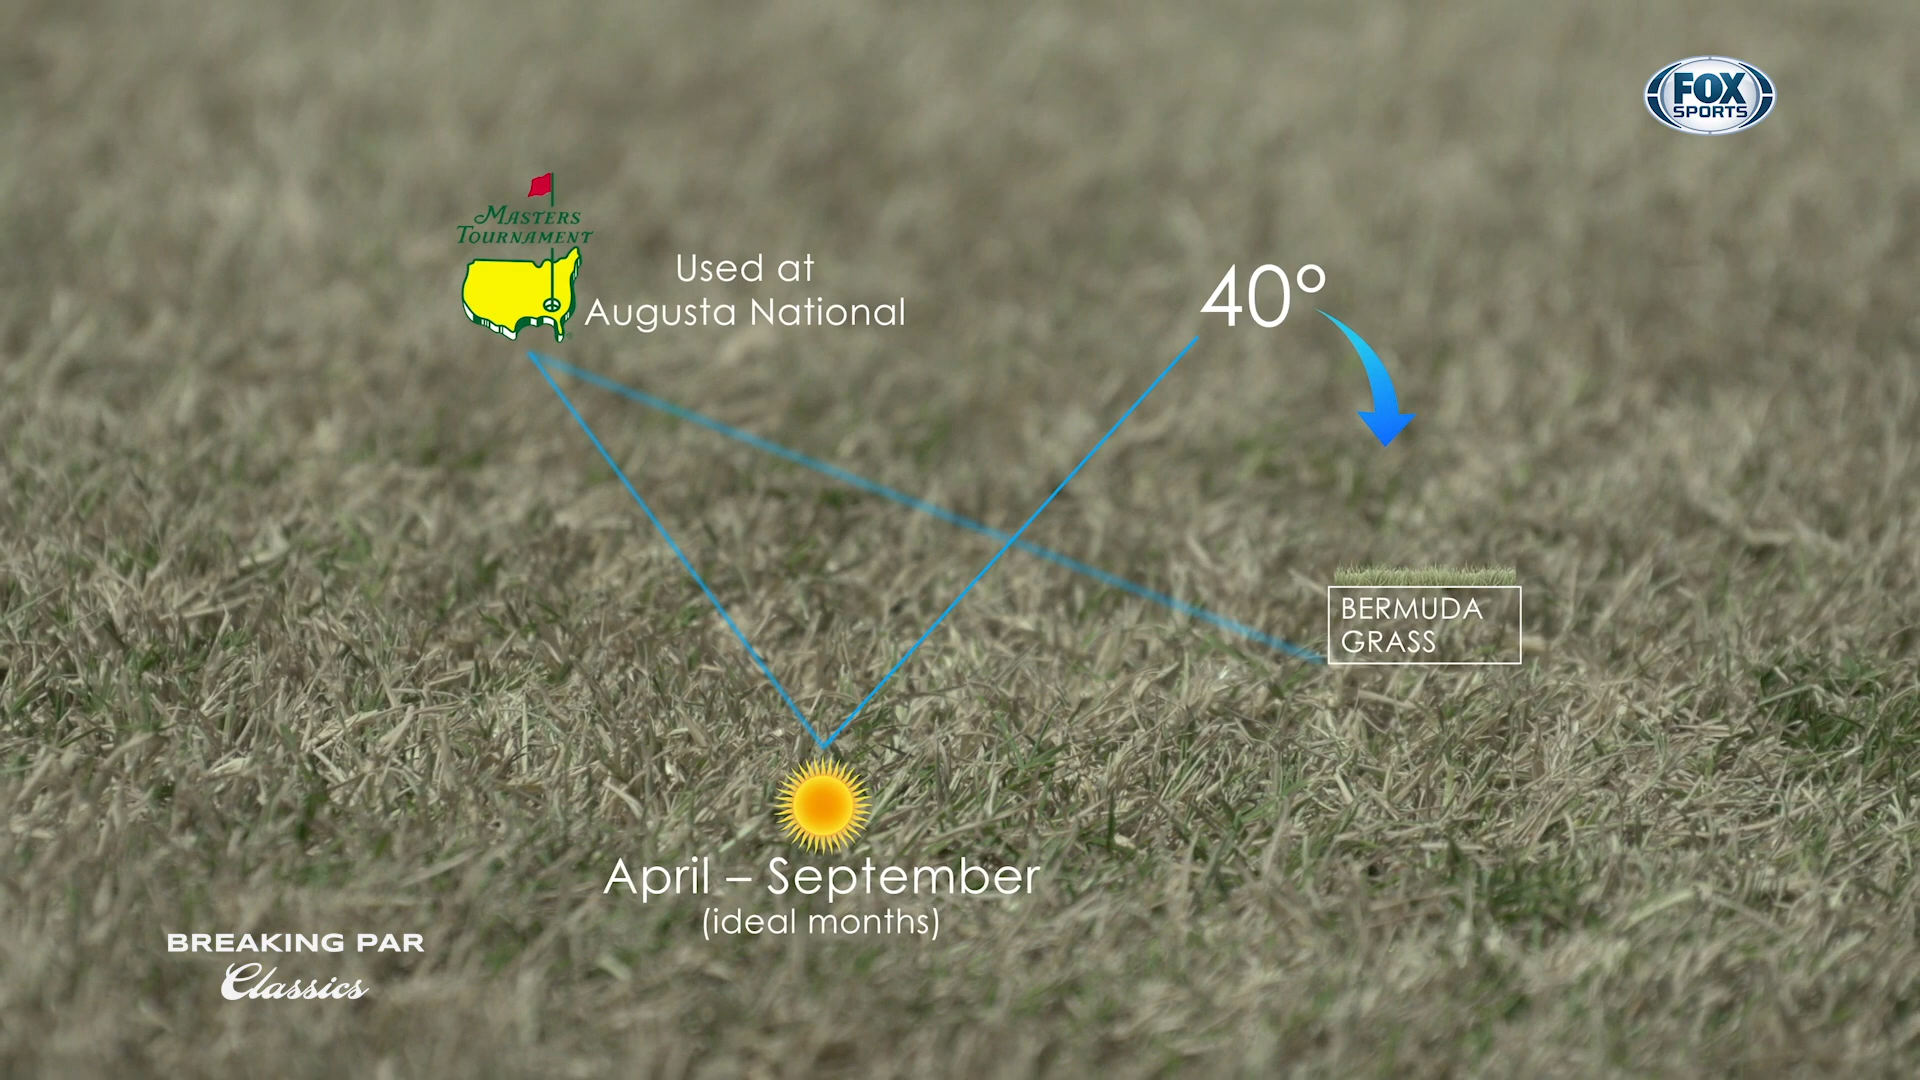 FOX
SPORTS
MASTERS
TOURNAMENT
Used at
Augusta National
40°
BERMUDA
GRASS
April – September
(ideal months)
BREAKING PAR
Classics